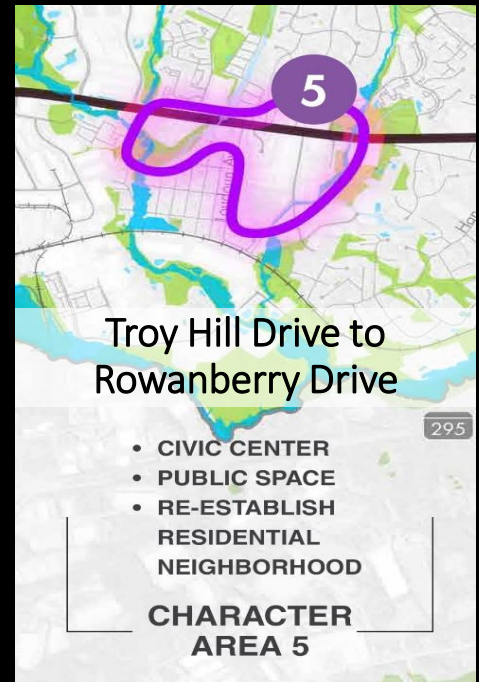 5
Troy Hill Drive to
Rowanberry Drive
295
• CIVIC CENTER
• PUBLIC SPACE
• RE-ESTABLISH
RESIDENTIAL
NEIGHBORHOOD
CHARACTER
AREA 5